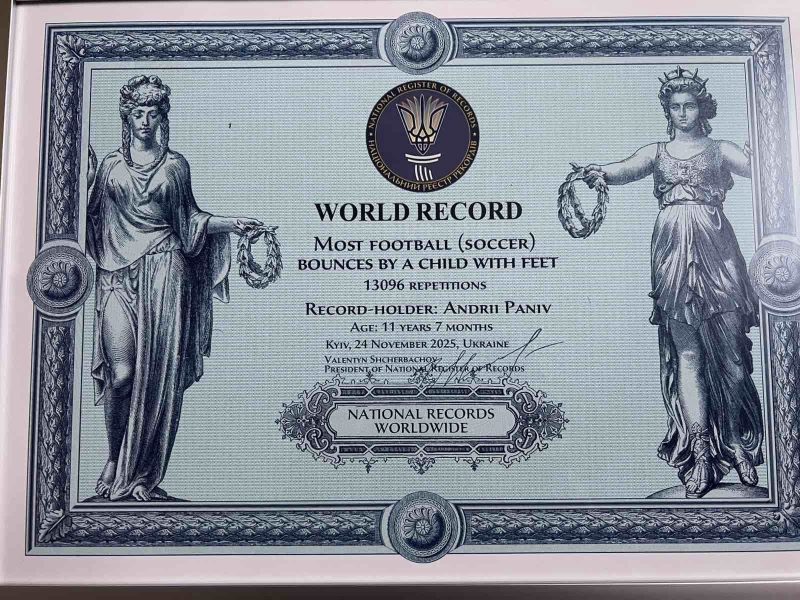 NATIONAL REGISTER OF RECORDS
НАЦІОНАЛЬНИЙ РЕЄСТР РЕКОРДІВ
WORLD RECORD
MOST FOOTBALL (SOCCER)
BOUNCES BY A CHILD WITH FEET
13096 REPETITIONS
RECORD-HOLDER: ANDRII PANIV
AGE: 11 YEARS 7 MONTHS
KYIV, 24 NOVEMBER 2025, UKRAINE
VALENTYN SHCHERBACHOV
PRESIDENT OF NATIONAL REGISTER OF RECORDS
NATIONAL RECORDS
WORLDWIDE